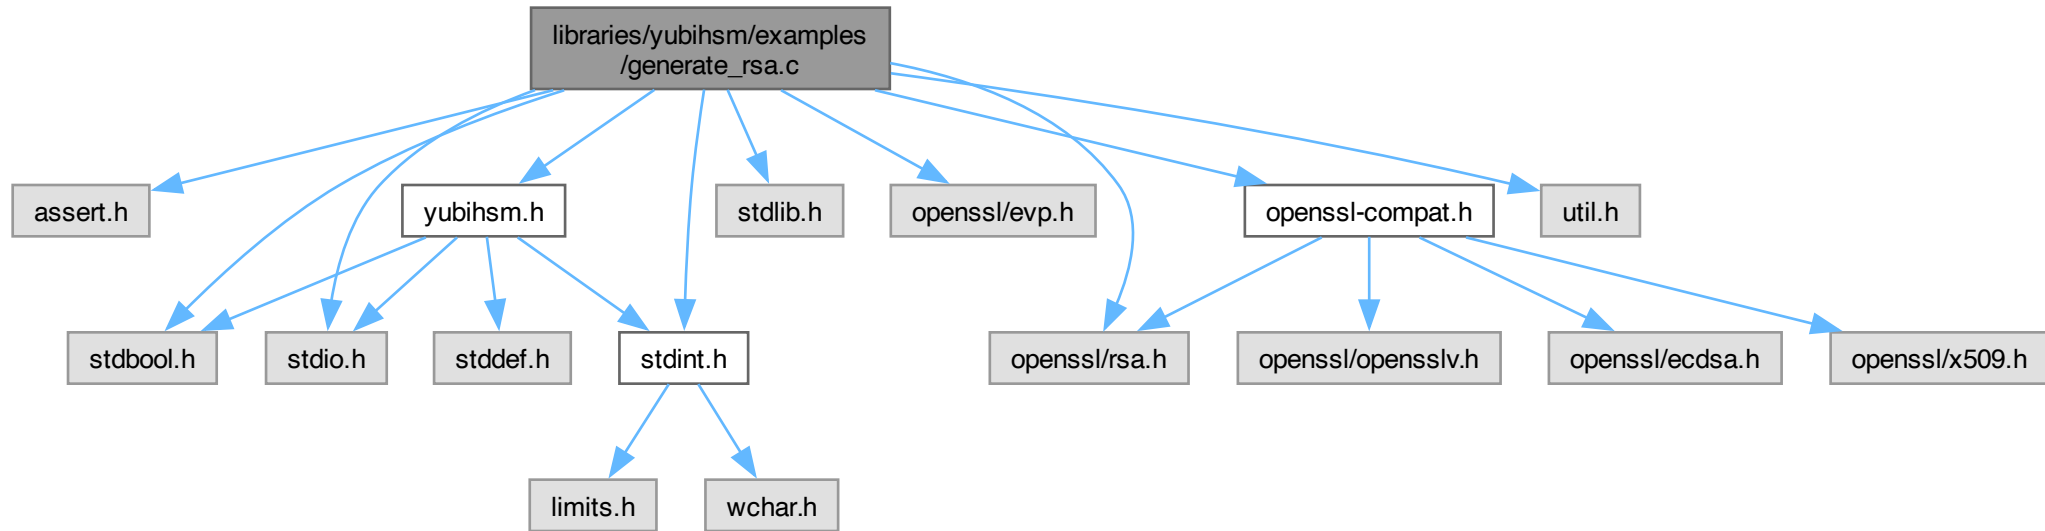 libraries/yubihsm/examples
/generate_rsa.c
assert.h
yubihsm.h
stdlib.h
openssl/evp.h
openssl-compat.h
util.h
stdbool.h
stdio.h
stddef.h
stdint.h
openssl/rsa.h
openssl/opensslv.h
openssl/ecdsa.h
openssl/x509.h
limits.h
wchar.h